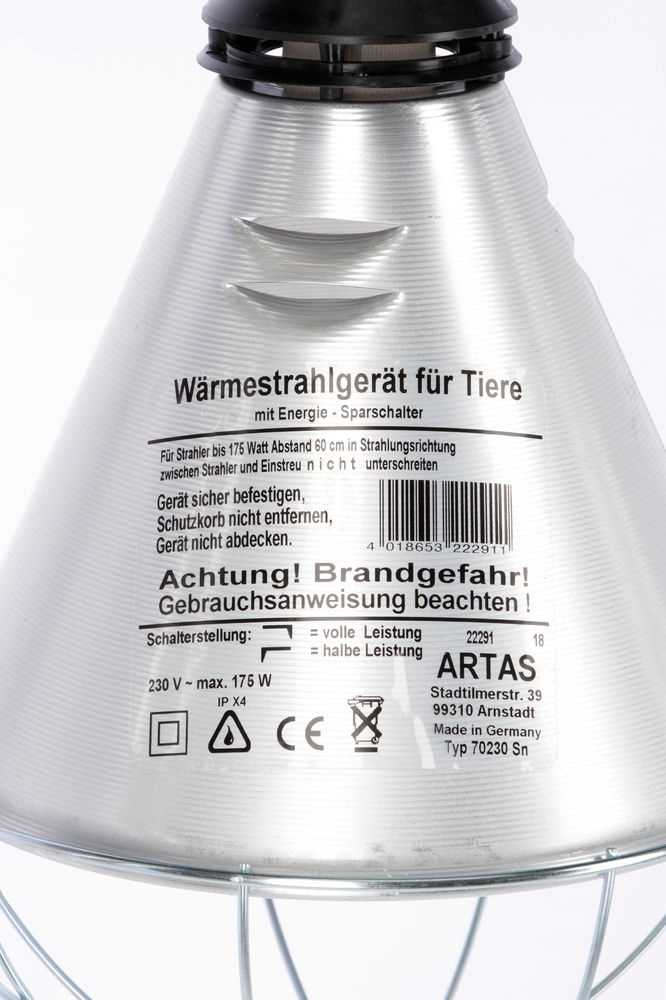 Wärmestrahlgerät für Tiere
mit Energie - Sparschalter
Für Strahler bis 175 Watt Abstand 60 cm in Strahlungsrichtung
zwischen Strahler und Einstreu n i c h t unterschreiten
Gerät sicher befestigen,
Schutzkorb nicht entfernen,
Gerät nicht abdecken.
4 018653 222911
Achtung! Brandgefahr!
Gebrauchsanweisung beachten !
Schalterstellung: = volle Leistung
= halbe Leistung
230 V ~ max. 175 W
IP X4
CE
22291 18
ARTAS
Stadtilmerstr. 39
99310 Arnstadt
Made in Germany
Typ 70230 Sn